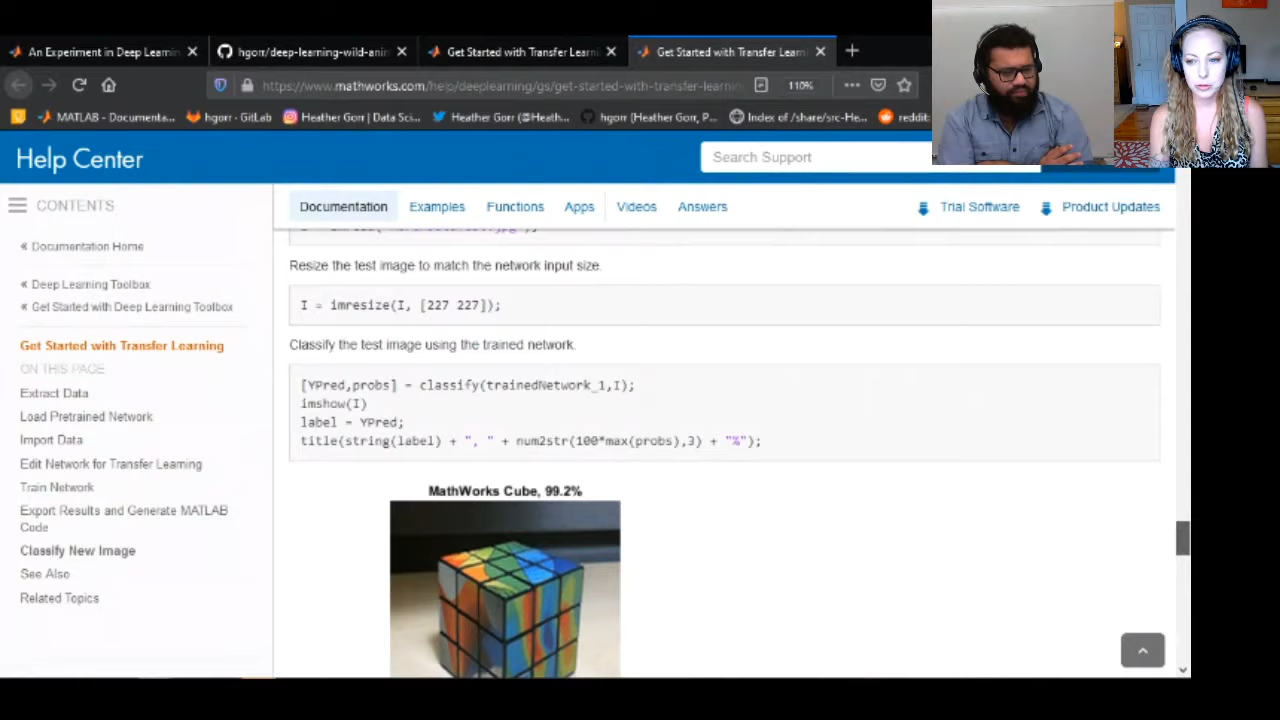 An Experiment in Deep Learnin
hgorr/deep-learning-wild-anir
Get Started with Transfer Learni
Get Started with Transfer Learni
https://www.mathworks.com/help/deeplearning/gs/get-started-with-transfer-learnin
110%
MATLAB - Documenta...
hgorr · GitLab
Heather Gorr | Data Sci...
Heather Gorr (@Heath...
hgorr (Heather Gorr, P...
Index of /share/src-He...
reddit:
Help Center
Search Support
CONTENTS
Documentation
Examples
Functions
Apps
Videos
Answers
Trial Software
Product Updates
« Documentation Home
« Deep Learning Toolbox
« Get Started with Deep Learning Toolbox
Get Started with Transfer Learning
ON THIS PAGE
Extract Data
Load Pretrained Network
Import Data
Edit Network for Transfer Learning
Train Network
Export Results and Generate MATLAB
Code
Classify New Image
See Also
Related Topics
Resize the test image to match the network input size.
I = imresize(I, [227 227]);
Classify the test image using the trained network.
[YPred,probs] = classify(trainedNetwork_1,I);
imshow(I)
label = YPred;
title(string(label) + ", " + num2str(100*max(probs),3) + "%");
MathWorks Cube, 99.2%